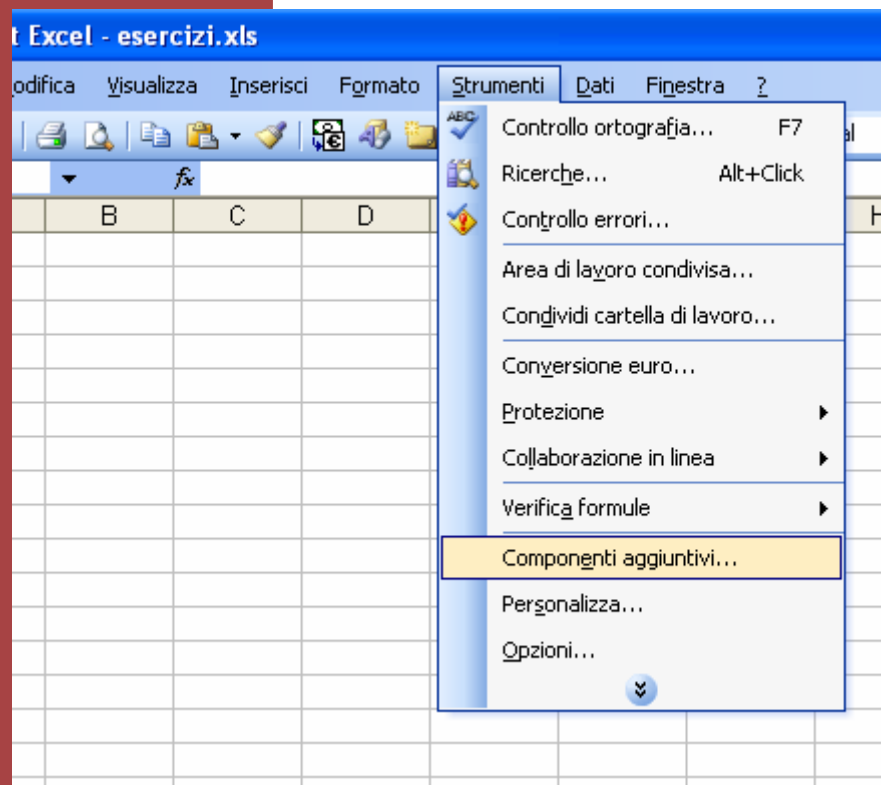 t Excel - esercizi.xls
odifica Visualizza Inserisci Formato Strumenti Dati Finestra ?
fx
B C D H
ABC
Controllo ortografia... F7
Ricerche... Alt+Click
Controllo errori...
Area di lavoro condivisa...
Condividi cartella di lavoro...
Conversione euro...
Protezione
Collaborazione in linea
Verifica formule
Componenti aggiuntivi...
Personalizza...
Opzioni...